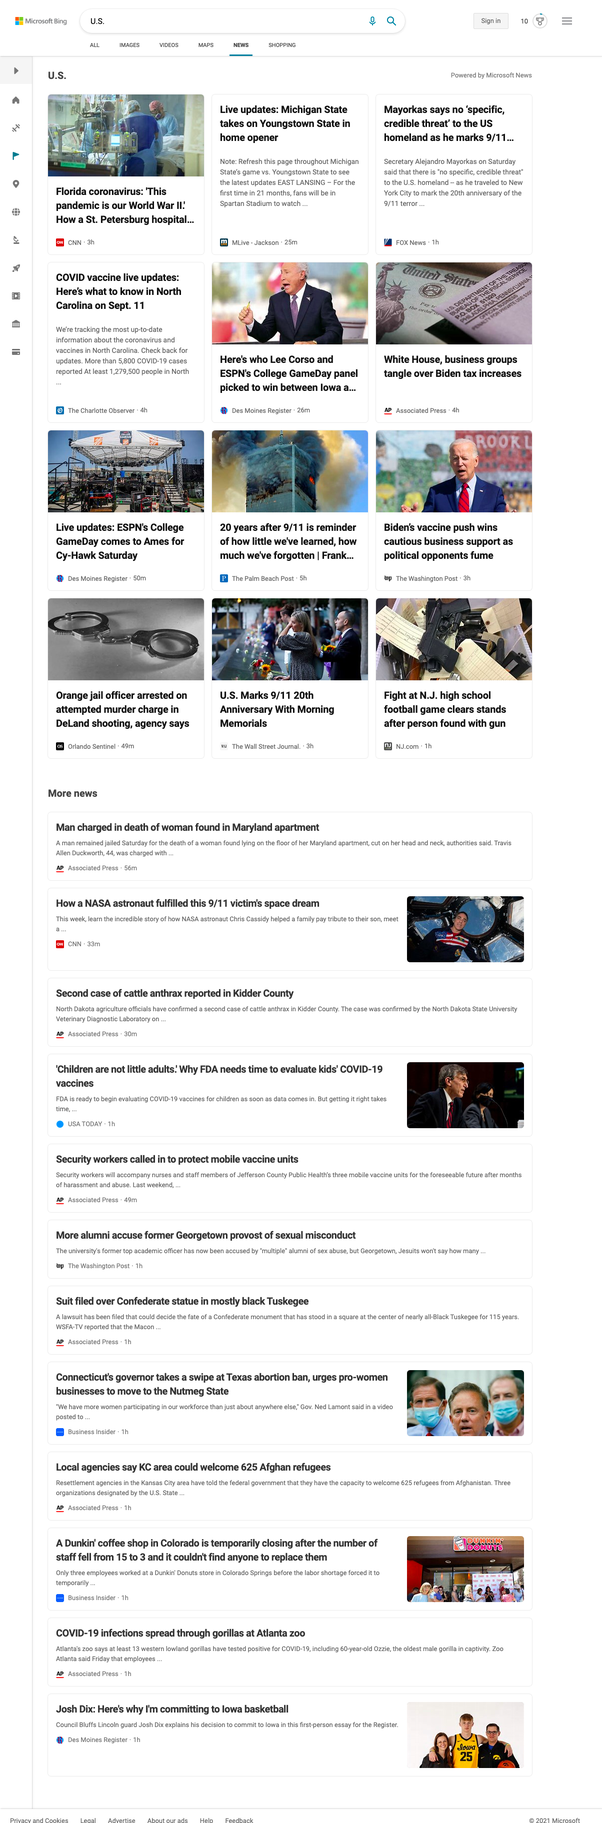 Microsoft Bing
U.S.
Sign in
10
ALL
IMAGES
VIDEOS
MAPS
NEWS
SHOPPING
U.S.
Powered by Microsoft News
Florida coronavirus: 'This
pandemic is our World War II.'
How a St. Petersburg hospital...
CNN · 3h
Live updates: Michigan State
takes on Youngstown State in
home opener
Note: Refresh this page throughout Michigan
State's game vs. Youngstown State to see
the latest updates EAST LANSING – For the
first time in 21 months, fans will be in
Spartan Stadium to watch ...
MLive - Jackson · 25m
Mayorkas says no 'specific,
credible threat' to the US
homeland as he marks 9/11...
Secretary Alejandro Mayorkas on Saturday
said that there is "no specific, credible threat"
to the U.S. homeland – as he traveled to New
York City to mark the 20th anniversary of the
9/11 terror ...
FOX News · 1h
COVID vaccine live updates:
Here's what to know in North
Carolina on Sept. 11
We're tracking the most up-to-date
information about the coronavirus and
vaccines in North Carolina. Check back for
updates. More than 5,800 COVID-19 cases
reported At least 1,279,500 people in North
...
The Charlotte Observer · 4h
Here's who Lee Corso and
ESPN's College GameDay panel
picked to win between Iowa a...
Des Moines Register · 26m
United States
White House, business groups
tangle over Biden tax increases
AP
Associated Press · 4h
Live updates: ESPN's College
GameDay comes to Ames for
Cy-Hawk Saturday
Des Moines Register · 50m
20 years after 9/11 is reminder
of how little we've learned, how
much we've forgotten | Frank...
The Palm Beach Post · 5h
BROOKL
Biden's vaccine push wins
cautious business support as
political opponents fume
wp
The Washington Post · 3h
Orange jail officer arrested on
attempted murder charge in
DeLand shooting, agency says
OS
Orlando Sentinel · 49m
U.S. Marks 9/11 20th
Anniversary With Morning
Memorials
WSJ
The Wall Street Journal. · 3h
Fight at N.J. high school
football game clears stands
after person found with gun
NJ.com · 1h
More news
Man charged in death of woman found in Maryland apartment
A man remained jailed Saturday for the death of a woman found lying on the floor of her Maryland apartment, cut on her head and neck, authorities said. Travis
Allen Duckworth, 44, was charged with ...
AP
Associated Press · 56m
How a NASA astronaut fulfilled this 9/11 victim's space dream
This week, learn the incredible story of how NASA astronaut Chris Cassidy helped a family pay tribute to their son, meet
a ...
CNN · 33m
Second case of cattle anthrax reported in Kidder County
North Dakota agriculture officials have confirmed a second case of cattle anthrax in Kidder County. The case was confirmed by the North Dakota State University
Veterinary Diagnostic Laboratory on ...
AP
Associated Press · 30m
'Children are not little adults.' Why FDA needs time to evaluate kids' COVID-19
vaccines
FDA is ready to begin evaluating COVID-19 vaccines for children as soon as data comes in. But getting it right takes
time, ...
USA TODAY · 1h
Security workers called in to protect mobile vaccine units
Security workers will accompany nurses and staff members of Jefferson County Public Health's three mobile vaccine units for the foreseeable future after months
of harassment and abuse. Last weekend, ...
AP
Associated Press · 49m
More alumni accuse former Georgetown provost of sexual misconduct
The university's former top academic officer has now been accused by "multiple" alumni of sex abuse, but Georgetown, Jesuits won't say how many ...
wp
The Washington Post · 1h
Suit filed over Confederate statue in mostly black Tuskegee
A lawsuit has been filed that could decide the fate of a Confederate monument that has stood in a square at the center of nearly all-Black Tuskegee for 115 years.
WSFA-TV reported that the Macon ...
AP
Associated Press · 1h
Connecticut's governor takes a swipe at Texas abortion ban, urges pro-women
businesses to move to the Nutmeg State
"We have more women participating in our workforce than just about anywhere else," Gov. Ned Lamont said in a video
posted to ...
Business Insider · 1h
Local agencies say KC area could welcome 625 Afghan refugees
Resettlement agencies in the Kansas City area have told the federal government that they have the capacity to welcome 625 refugees from Afghanistan. Three
organizations designated by the U.S. State ...
AP
Associated Press · 1h
A Dunkin' coffee shop in Colorado is temporarily closing after the number of
staff fell from 15 to 3 and it couldn't find anyone to replace them
Only three employees worked at a Dunkin' Donuts store in Colorado Springs before the labor shortage forced it to
temporarily ...
Business Insider · 1h
DUNKIN'
DONUTS
COVID-19 infections spread through gorillas at Atlanta zoo
Atlanta's zoo says at least 13 western lowland gorillas have tested positive for COVID-19, including 60-year-old Ozzie, the oldest male gorilla in captivity. Zoo
Atlanta said Friday that employees ...
AP
Associated Press · 1h
Josh Dix: Here's why I'm committing to Iowa basketball
Council Bluffs Lincoln guard Josh Dix explains his decision to commit to Iowa in this first-person essay for the Register.
Des Moines Register · 1h
Iowa
25
Privacy and Cookies
Legal
Advertise
About our ads
Help
Feedback
© 2021 Microsoft